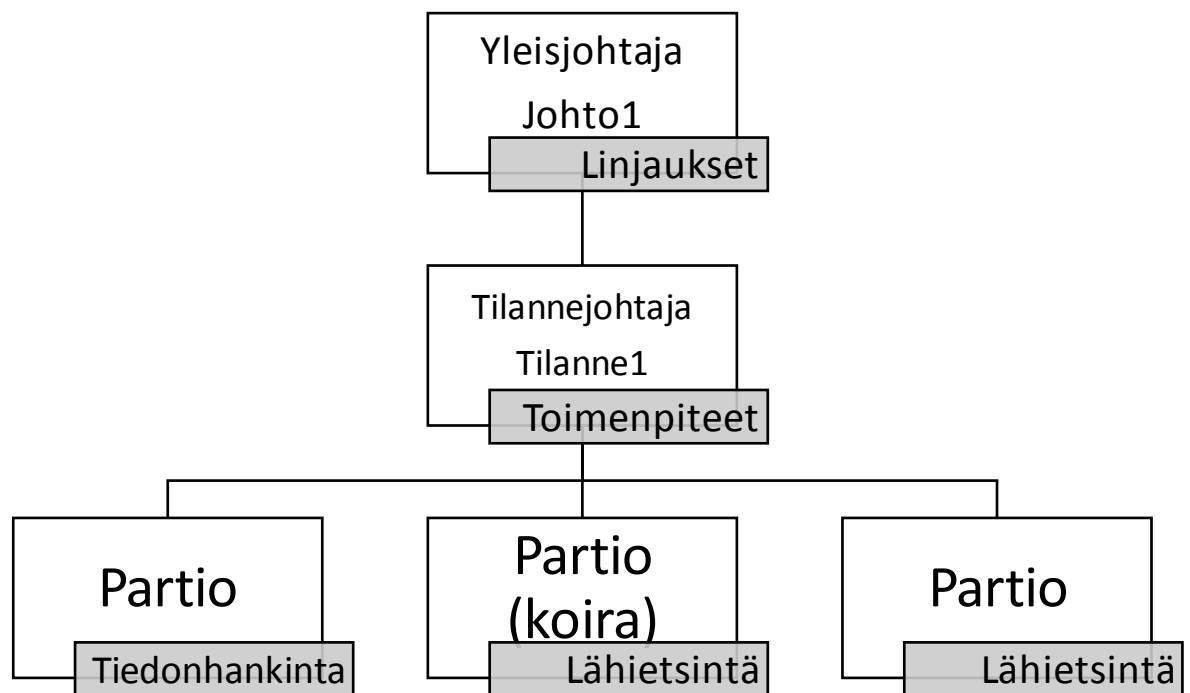 Yleisjohtaja
Johto1
Linjaukset
Tilannejohtaja
Tilanne1
Toimenpiteet
Partio
Tiedonhankinta
Partio
(koira)
Lähietsintä
Partio
Lähietsintä